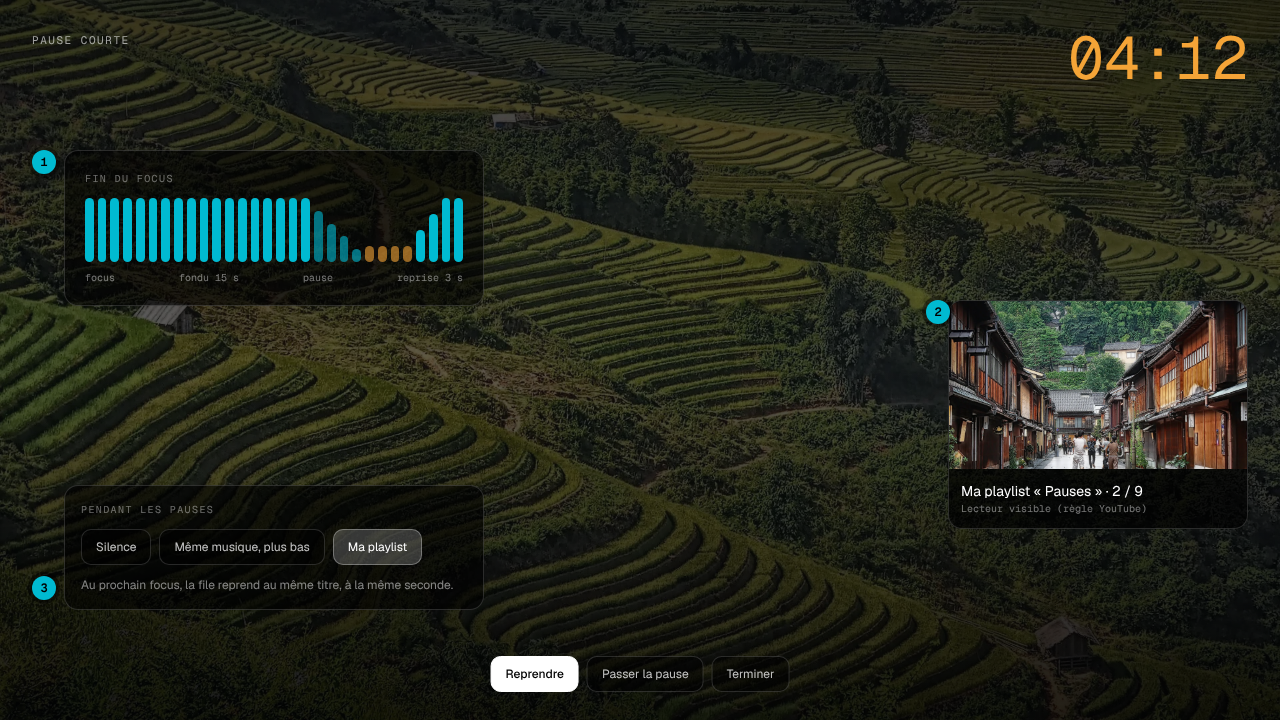 PAUSE COURTE
04:12
1
FIN DU FOCUS
focus fondu 15 s pause reprise 3 s
2
Ma playlist « Pauses » · 2 / 9
Lecteur visible (règle YouTube)
PENDANT LES PAUSES
Silence Même musique, plus bas Ma playlist
3
Au prochain focus, la file reprend au même titre, à la même seconde.
Reprendre Passer la pause Terminer